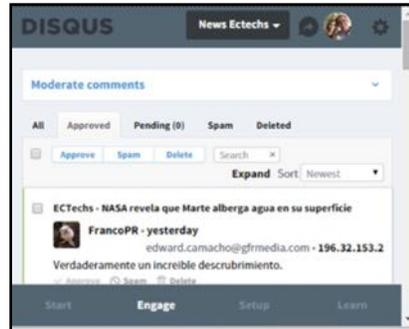 DISQUS News Ectechs
Moderate comments
All Approved Pending (0) Spam Deleted
Approve Spam Delete Search ×
Expand Sort Newest
ECTechs - NASA revela que Marte alberga agua en su superficie
FrancoPR - yesterday
edward.camacho@gfrmedia.com • 196.32.153.2
Verdaderamente un increible descrubrimiento.
Approve Spam Delete
Start Engage Setup Learn